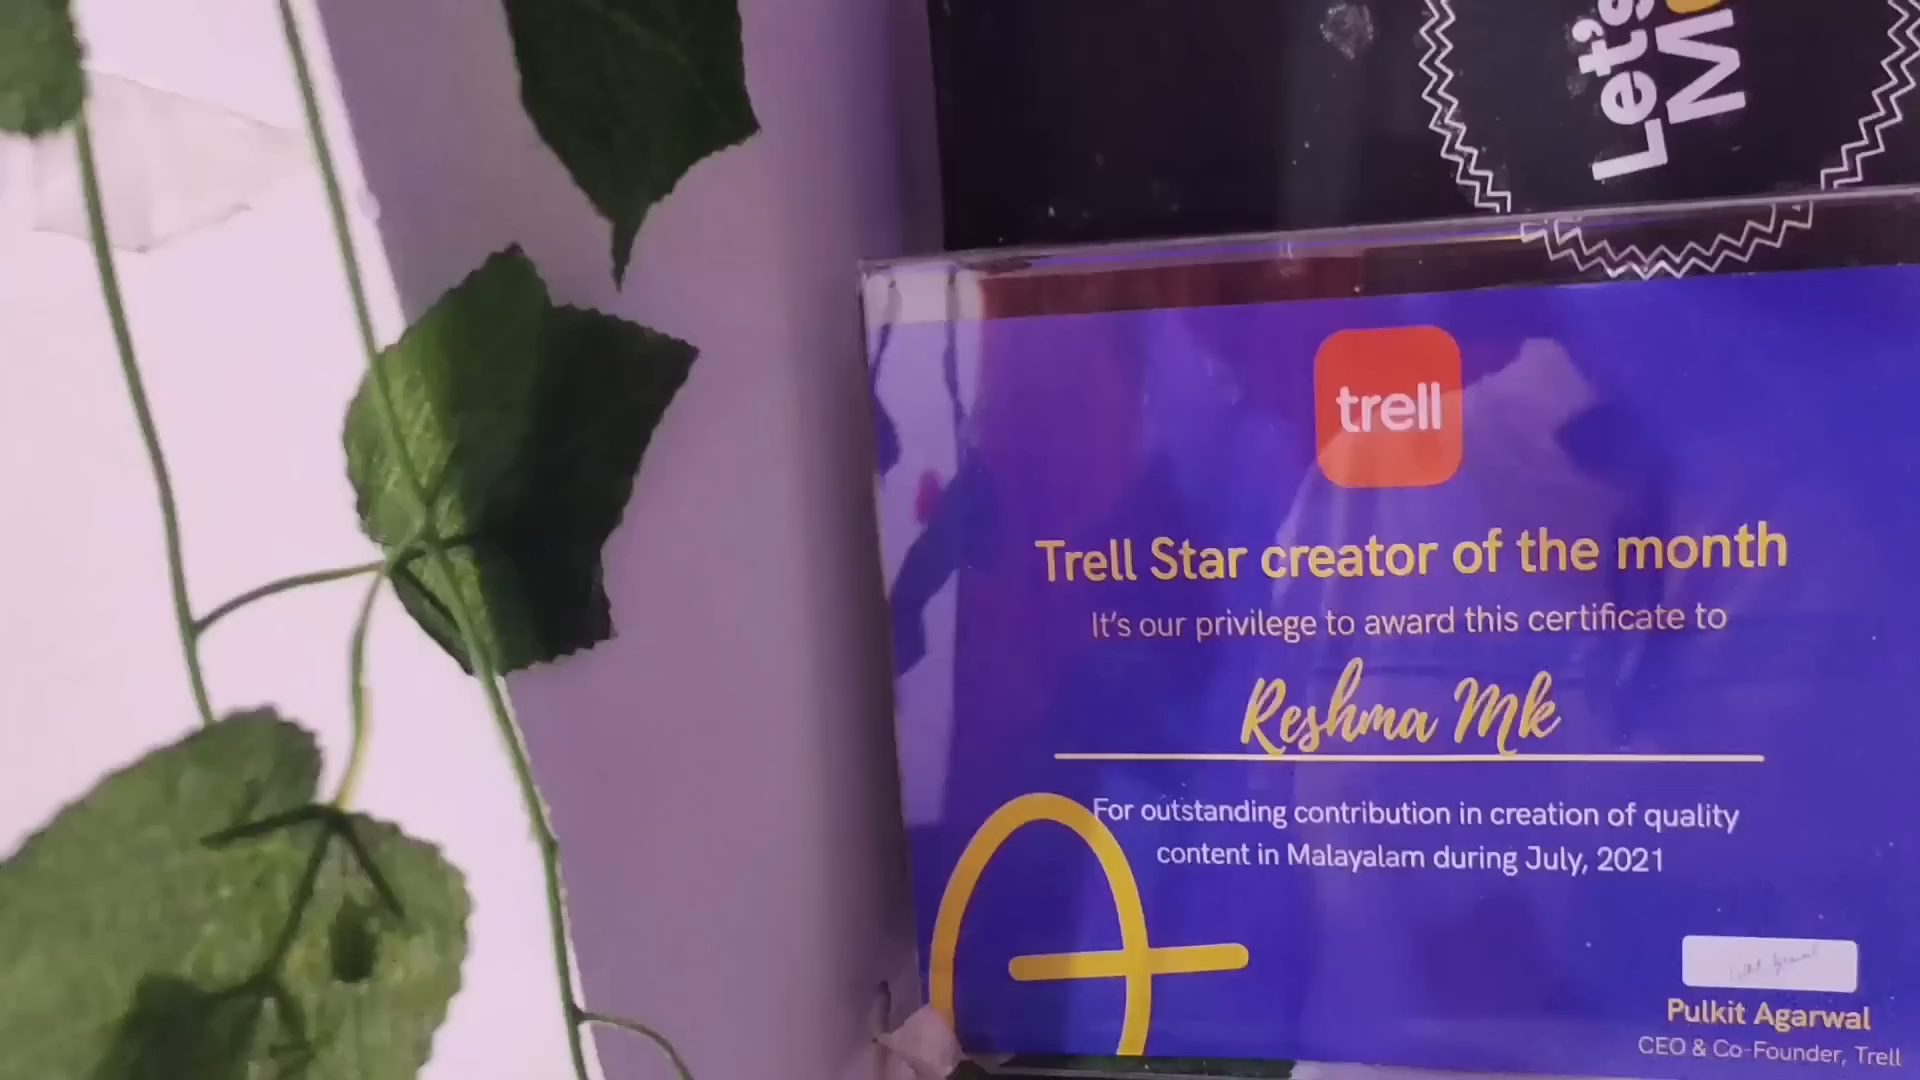 Let's
trell
Trell Star creator of the month
It's our privilege to award this certificate to
Reshma Mk
For outstanding contribution in creation of quality
content in Malayalam during July, 2021
Pulkit Agarwal
CEO & Co-Founder, Trell